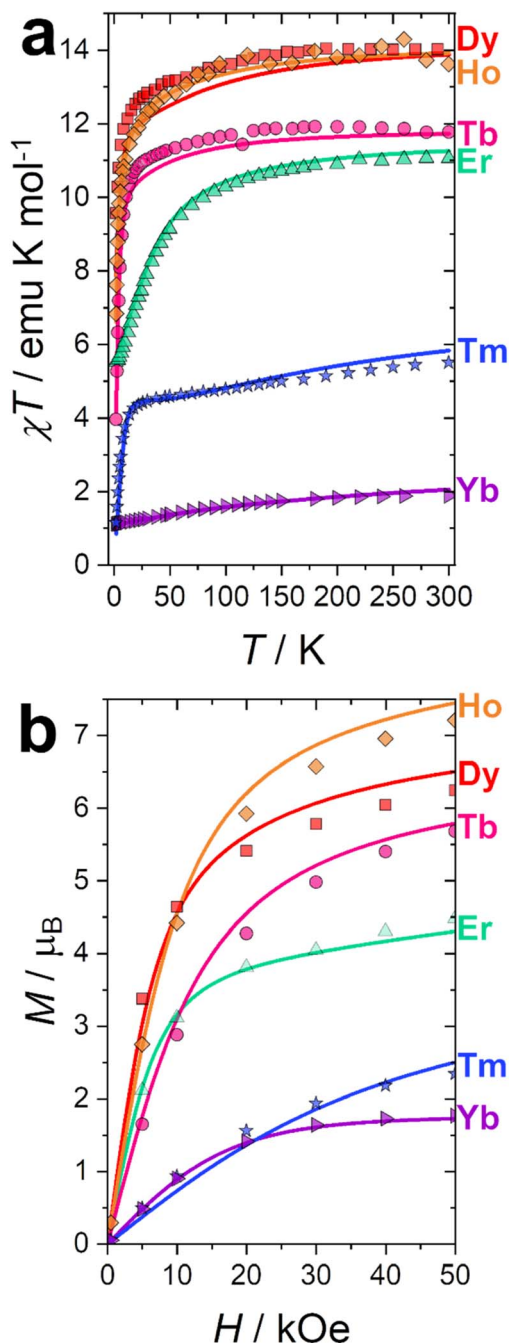 a
14
12
10
8
6
4
2
0
χT / emu K mol⁻¹
Dy
Ho
Tb
Er
Tm
Yb
0 50 100 150 200 250 300
T / K
b
7
6
5
4
3
2
1
0
M / μB
Ho
Dy
Tb
Er
Tm
Yb
0 10 20 30 40 50
H / kOe